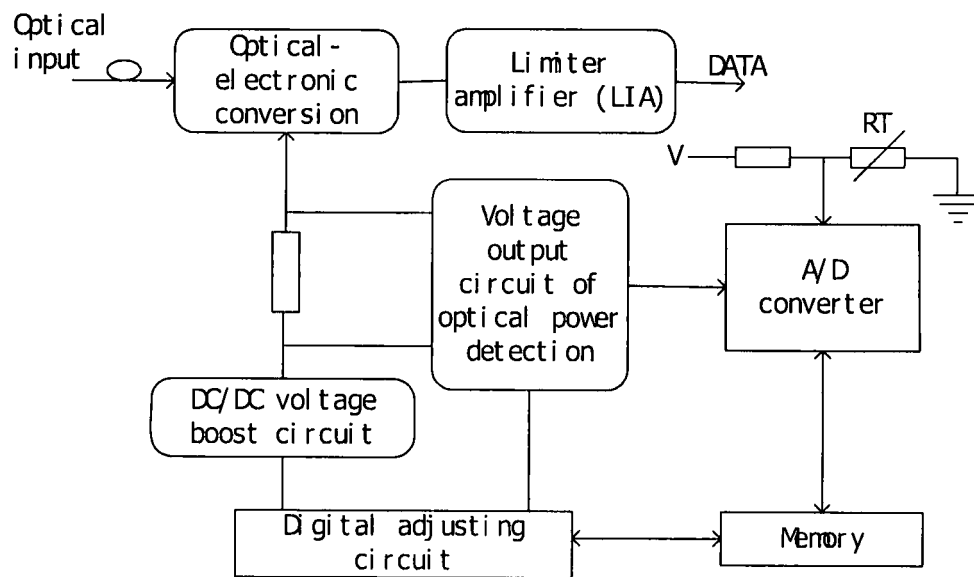 Optical
input
Optical-
electronic
conversion
Limiter
amplifier (LIA)
DATA
RT
V
Voltage
output
circuit of
optical power
detection
A/D
converter
DC/DC voltage
boost circuit
Digital adjusting
circuit
Memory